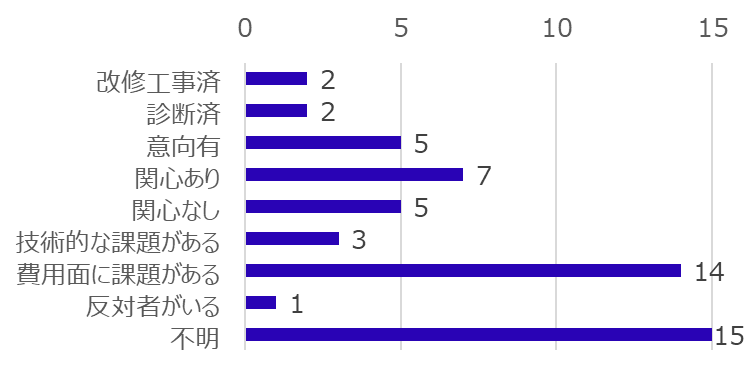 0 5 10 15
改修工事済 2
診断済 2
意向有 5
関心あり 7
関心なし 5
技術的な課題がある 3
費用面に課題がある 14
反対者がいる 1
不明 15